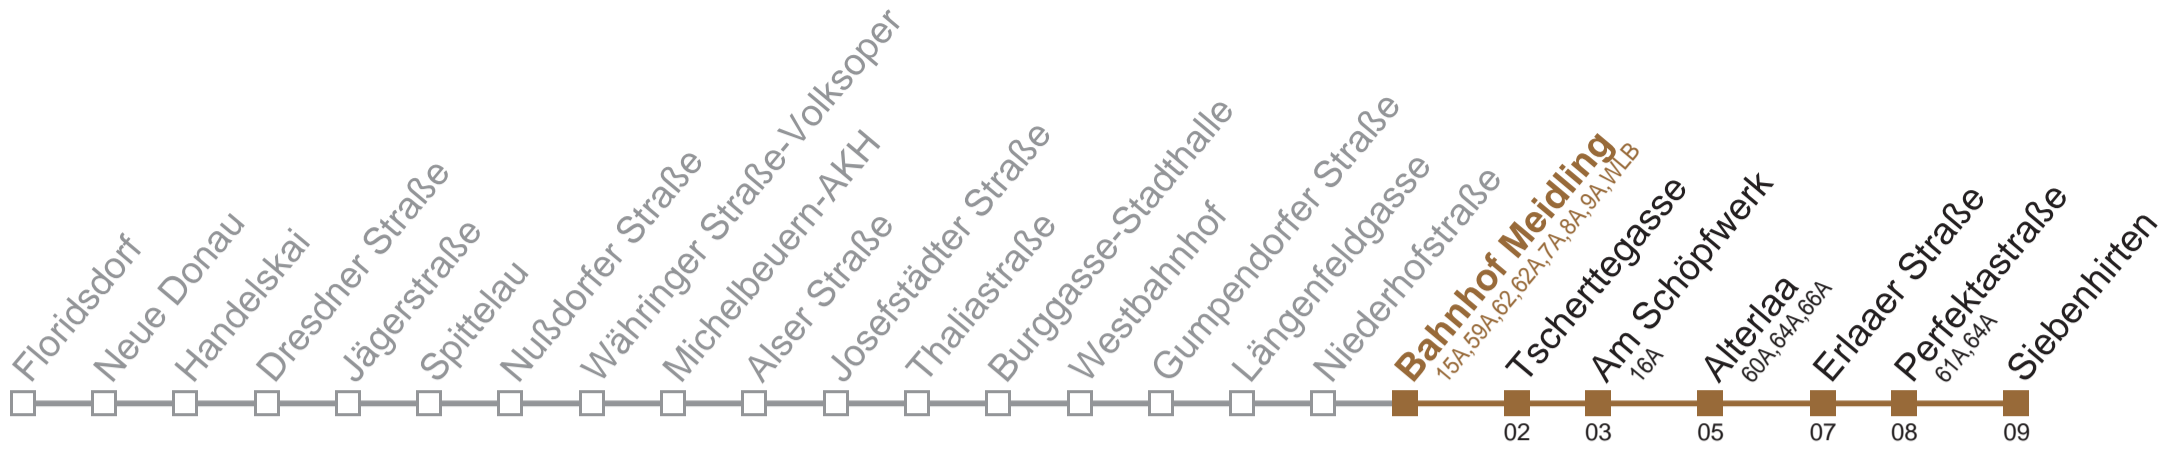 Floridsdorf
Neue Donau
Handelskai
Dresdner Straße
Jägerstraße
Spittelau
Nußdorfer Straße
Währinger Straße-Volksoper
Michelbeuern-AKH
Alser Straße
Josefstädter Straße
Thaliastraße
Burggasse-Stadthalle
Westbahnhof
Gumpendorfer Straße
Längenfeldgasse
Niederhofstraße
Bahnhof Meidling
15A,59A,62,62A,7A,8A,9A,WLB
Tscherttegasse
02
Am Schöpfwerk
16A
03
Alterlaa
60A,64A,66A
05
Erlaaer Straße
07
Perfektastraße
61A,64A
08
Siebenhirten
09